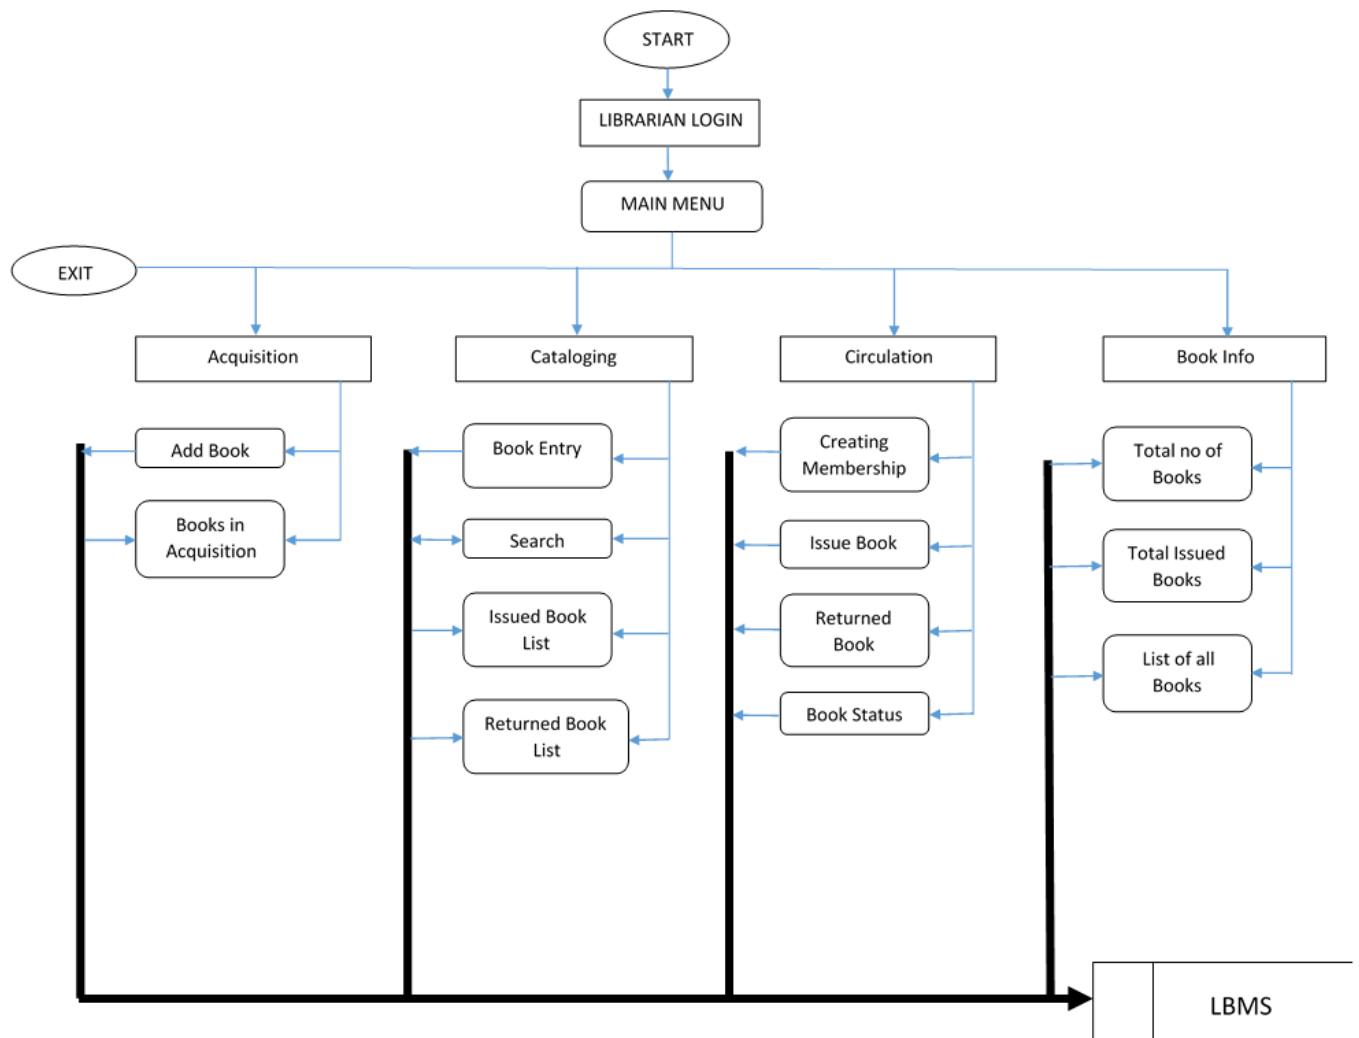 START
LIBRARIAN LOGIN
MAIN MENU
EXIT
Acquisition
Cataloging
Circulation
Book Info
Add Book
Books in
Acquisition
Book Entry
Search
Issued Book
List
Returned Book
List
Creating
Membership
Issue Book
Returned
Book
Book Status
Total no of
Books
Total Issued
Books
List of all
Books
LBMS